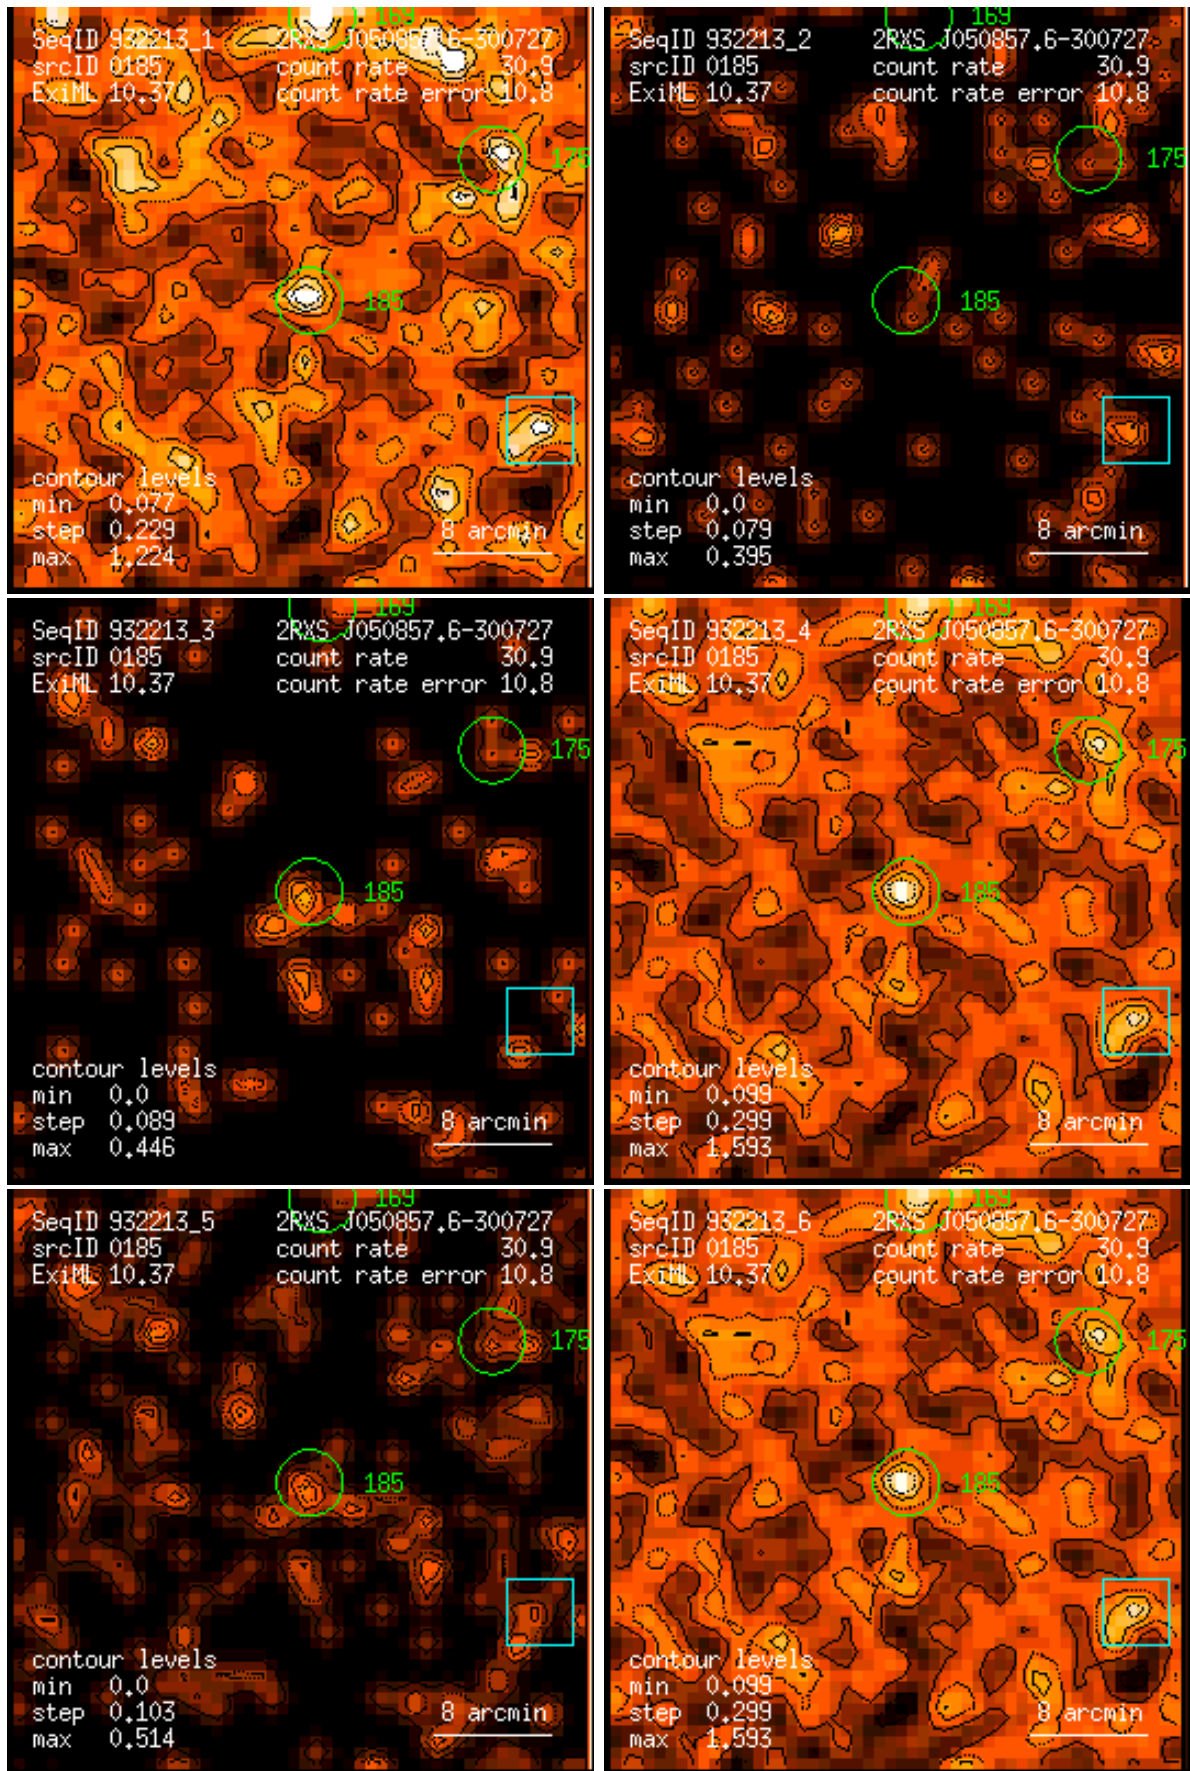 169
SeqID 932213_1 2RXS J050857.6-300727
srcID 0185 count rate 30.9
ExiML 10.37 count rate error 10.8
175
185
contour levels
min 0.077
step 0.229 8 arcmin
max 1.224
169
SeqID 932213_2 2RXS J050857.6-300727
srcID 0185 count rate 30.9
ExiML 10.37 count rate error 10.8
175
185
contour levels
min 0.0
step 0.079 8 arcmin
max 0.395
169
SeqID 932213_3 2RXS J050857.6-300727
srcID 0185 count rate 30.9
ExiML 10.37 count rate error 10.8
175
185
contour levels
min 0.0
step 0.089 8 arcmin
max 0.446
169
SeqID 932213_4 2RXS J050857.6-300727
srcID 0185 count rate 30.9
ExiML 10.37 count rate error 10.8
175
185
contour levels
min 0.099
step 0.299 8 arcmin
max 1.593
169
SeqID 932213_5 2RXS J050857.6-300727
srcID 0185 count rate 30.9
ExiML 10.37 count rate error 10.8
175
185
contour levels
min 0.0
step 0.103 8 arcmin
max 0.514
169
SeqID 932213_6 2RXS J050857.6-300727
srcID 0185 count rate 30.9
ExiML 10.37 count rate error 10.8
175
185
contour levels
min 0.099
step 0.299 8 arcmin
max 1.593